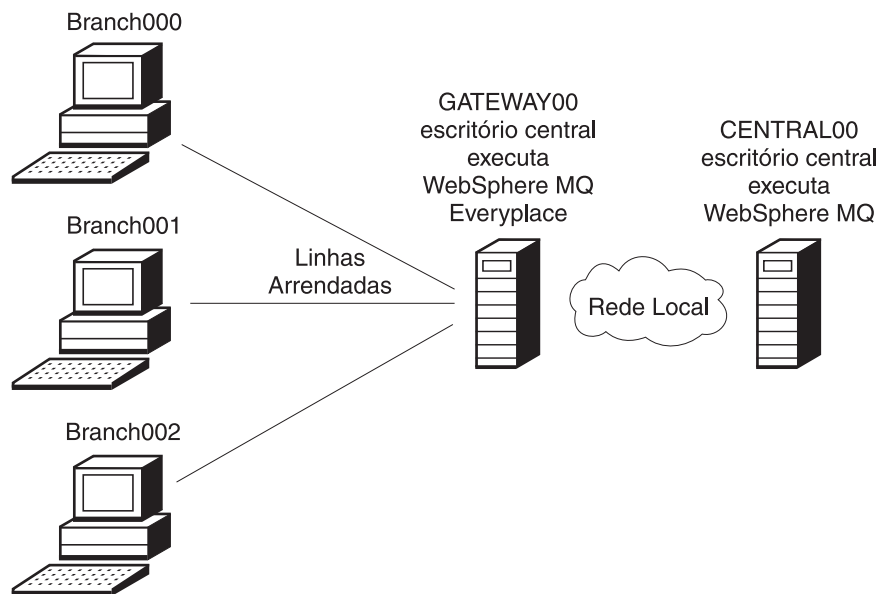 Branch000
GATEWAY00
escritório central
executa
WebSphere MQ
Everyplace
CENTRAL00
escritório central
executa
WebSphere MQ
Branch001
Linhas
Arrendadas
Rede Local
Branch002